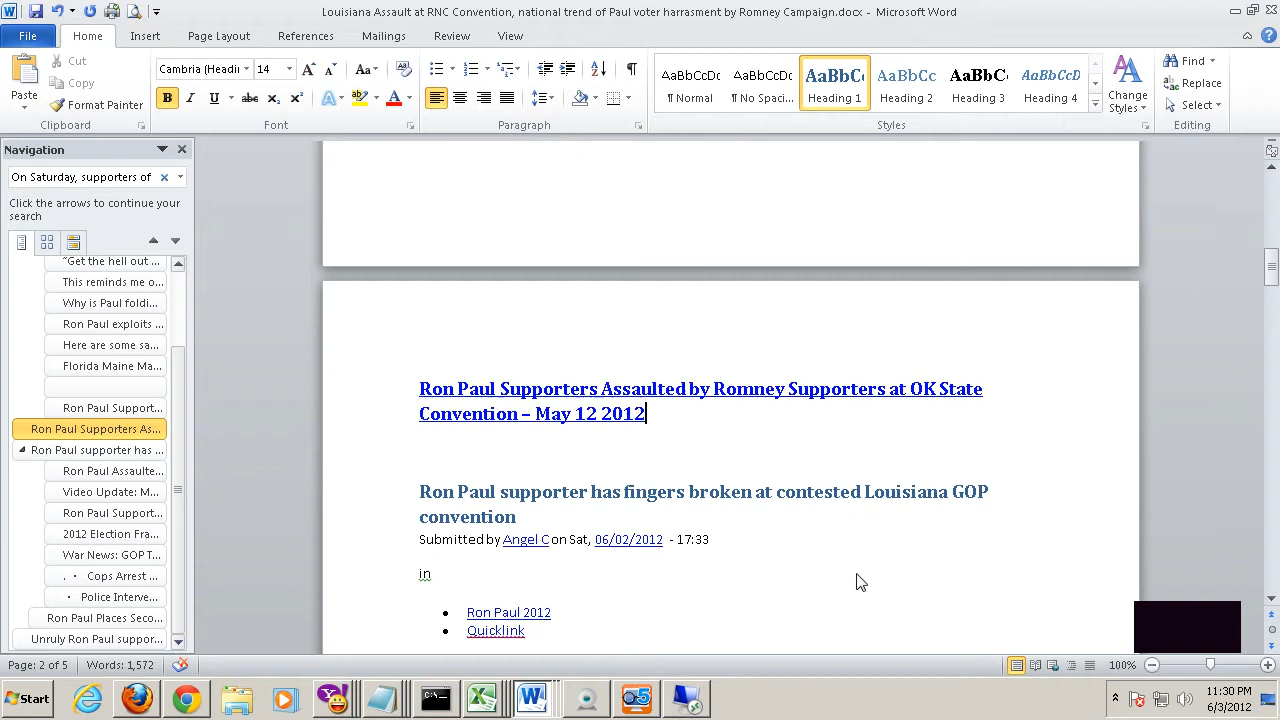 Louisiana Assault at RNC Convention, national trend of Paul voter harrasment by Romney Campaign.docx - Microsoft Word
File Home Insert Page Layout References Mailings Review View
Paste
Cut
Copy
Format Painter
Clipboard
Cambria (Headi 14
Font
Paragraph
AaBbCcDc AaBbCcDc AaBbCc AaBbCc AaBbCc AaBbCcD
¶ Normal ¶ No Spaci... Heading 1 Heading 2 Heading 3 Heading 4
Change Styles
Styles
Find
Replace
Select
Editing
Navigation
On Saturday, supporters of
Click the arrows to continue your
search
"Get the hell out ...
This reminds me o...
Why is Paul foldi...
Ron Paul exploits ...
Here are some sa...
Florida Maine Ma...
Ron Paul Support...
Ron Paul Supporters As...
Ron Paul supporter has ...
Ron Paul Assaulte...
Video Update: M...
Ron Paul Support...
2012 Election Fra...
War News: GOP T...
. • Cops Arrest ...
• Police Interve...
Ron Paul Places Seco...
Unruly Ron Paul suppor...
Ron Paul Supporters Assaulted by Romney Supporters at OK State
Convention – May 12 2012
Ron Paul supporter has fingers broken at contested Louisiana GOP
convention
Submitted by Angel C on Sat, 06/02/2012 - 17:33
in
• Ron Paul 2012
• Quicklink
Page: 2 of 5 Words: 1,572 100%
Start
11:30 PM
6/3/2012